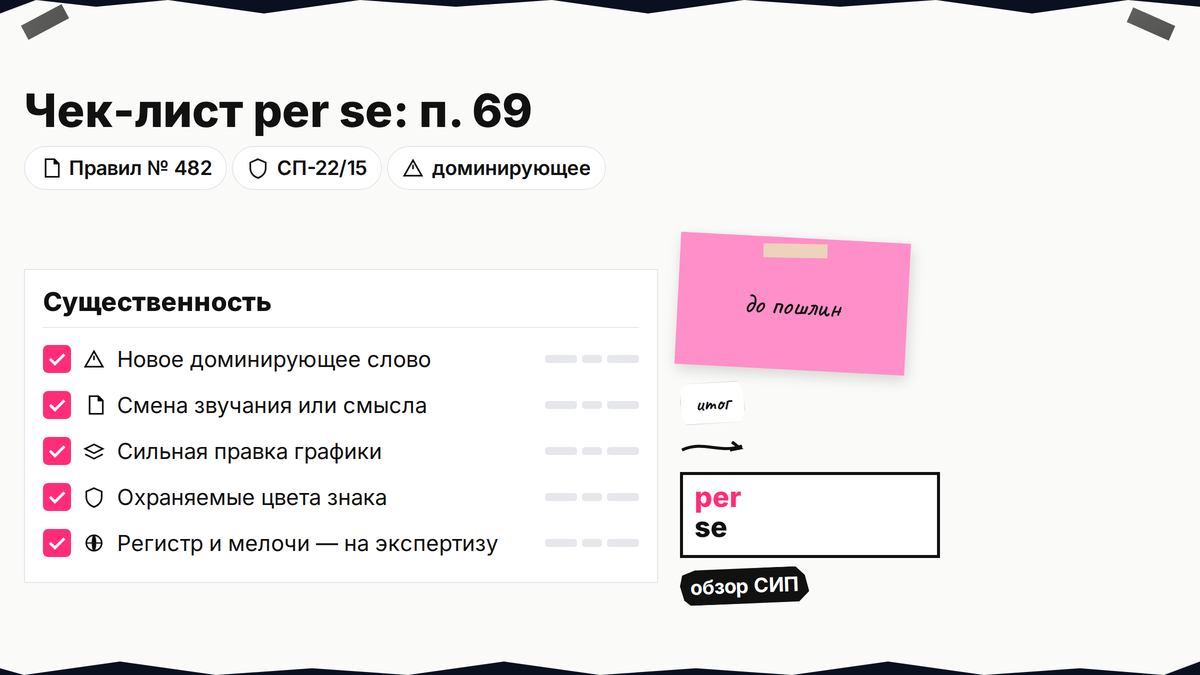 Чек-лист per se: п. 69
Правил № 482
СП-22/15
доминирующее
Существенность
Новое доминирующее слово
Смена звучания или смысла
Сильная правка графики
Охраняемые цвета знака
Регистр и мелочи — на экспертизу
до пошлин
итог
per
se
обзор СИП